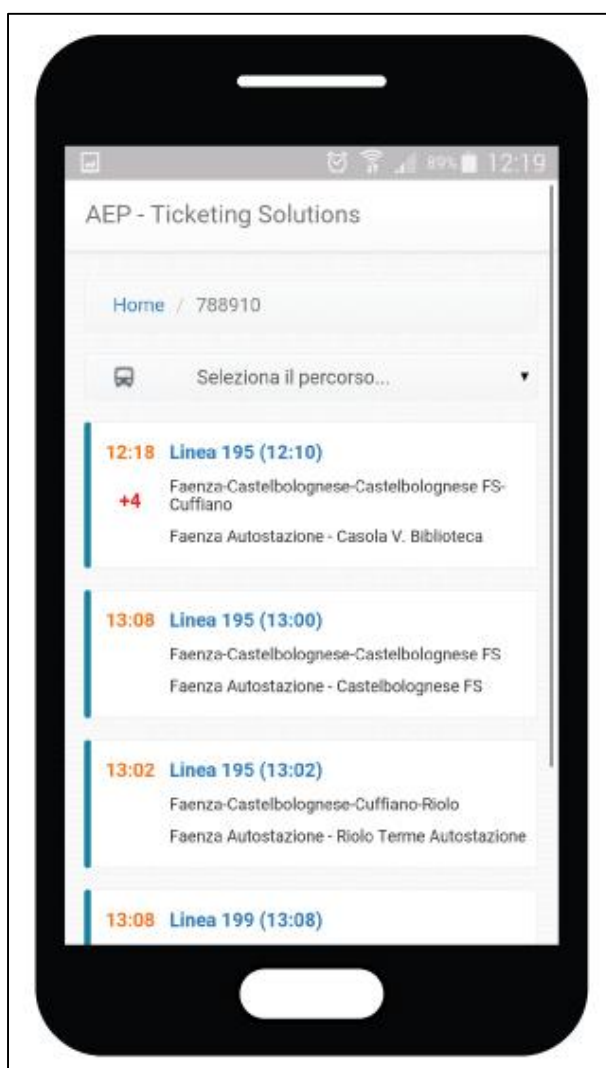 89% 12:19
AEP - Ticketing Solutions
Home / 788910
Seleziona il percorso...
12:18 Linea 195 (12:10)
+4 Faenza-Castelbolognese-Castelbolognese FS-
Cuffiano
Faenza Autostazione - Casola V. Biblioteca
13:08 Linea 195 (13:00)
Faenza-Castelbolognese-Castelbolognese FS
Faenza Autostazione - Castelbolognese FS
13:02 Linea 195 (13:02)
Faenza-Castelbolognese-Cuffiano-Riolo
Faenza Autostazione - Riolo Terme Autostazione
13:08 Linea 199 (13:08)